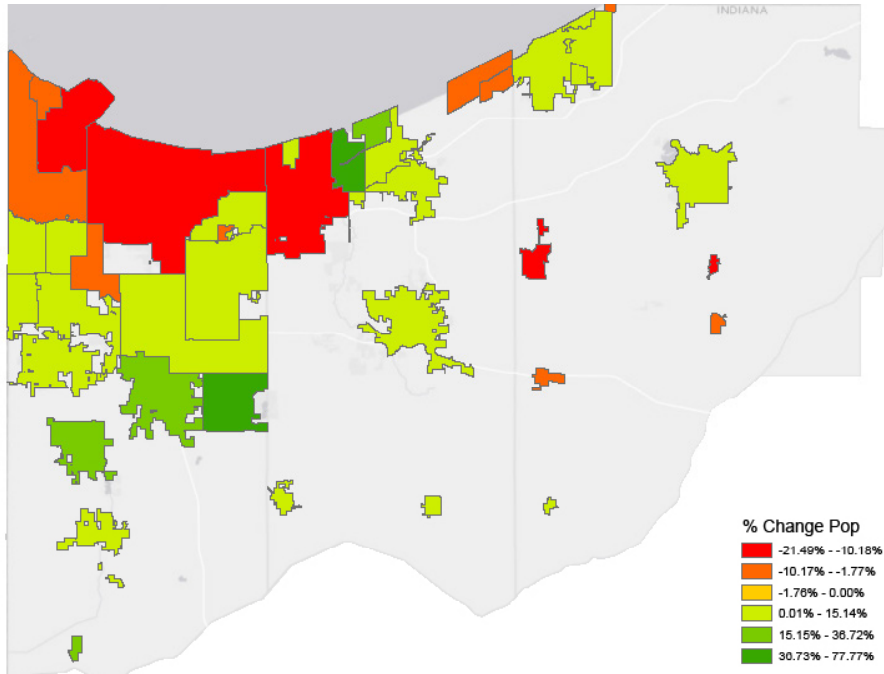 INDIANA
% Change Pop
-21.49% - -10.18%
-10.17% - -1.77%
-1.76% - 0.00%
0.01% - 15.14%
15.15% - 36.72%
36.73% - 77.77%